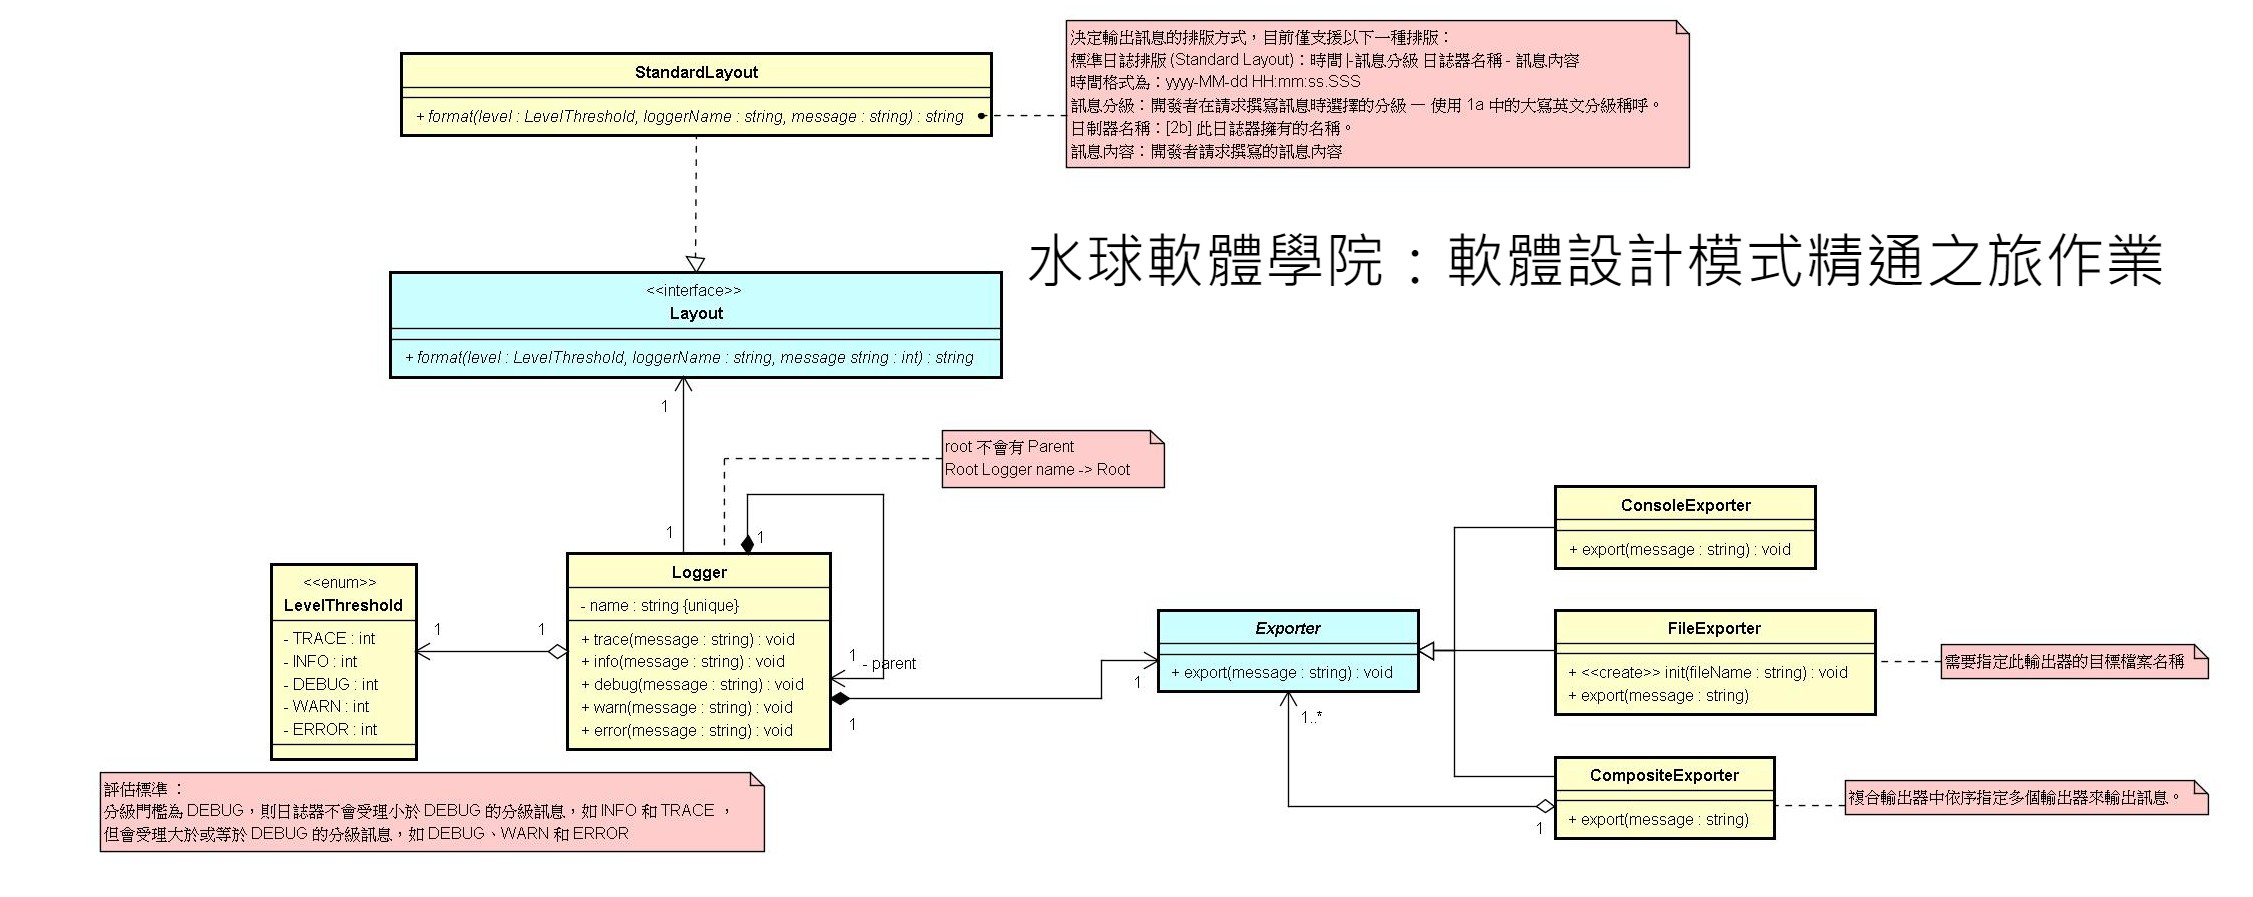 StandardLayout
+ format(level : LevelThreshold, loggerName : string, message : string) : string
決定輸出訊息的排版方式，目前僅支援以下一種排版：
標準日誌排版 (Standard Layout)：時間 |-訊息分級 日誌器名稱 - 訊息內容
時間格式為：yyyy-MM-dd HH:mm:ss.SSS
訊息分級：開發者在請求撰寫訊息時選擇的分級 — 使用 1a 中的大寫英文分級稱呼。
日制器名稱：[2b] 此日誌器擁有的名稱。
訊息內容：開發者請求撰寫的訊息內容
水球軟體學院：軟體設計模式精通之旅作業
<<interface>>
Layout
+ format(level : LevelThreshold, loggerName : string, message string : int) : string
1
1
root 不會有 Parent
Root Logger name -> Root
1
Logger
- name : string {unique}
+ trace(message : string) : void
+ info(message : string) : void
+ debug(message : string) : void
+ warn(message : string) : void
+ error(message : string) : void
1
- parent
1
<<enum>>
LevelThreshold
- TRACE : int
- INFO : int
- DEBUG : int
- WARN : int
- ERROR : int
1
1
評估標準 ：
分級門檻為 DEBUG，則日誌器不會受理小於 DEBUG 的分級訊息，如 INFO 和 TRACE ，
但會受理大於或等於 DEBUG 的分級訊息，如 DEBUG、WARN 和 ERROR
1
Exporter
+ export(message : string) : void
1..*
ConsoleExporter
+ export(message : string) : void
FileExporter
+ <<create>> init(fileName : string) : void
+ export(message : string)
需要指定此輸出器的目標檔案名稱
CompositeExporter
+ export(message : string)
1
複合輸出器中依序指定多個輸出器來輸出訊息。